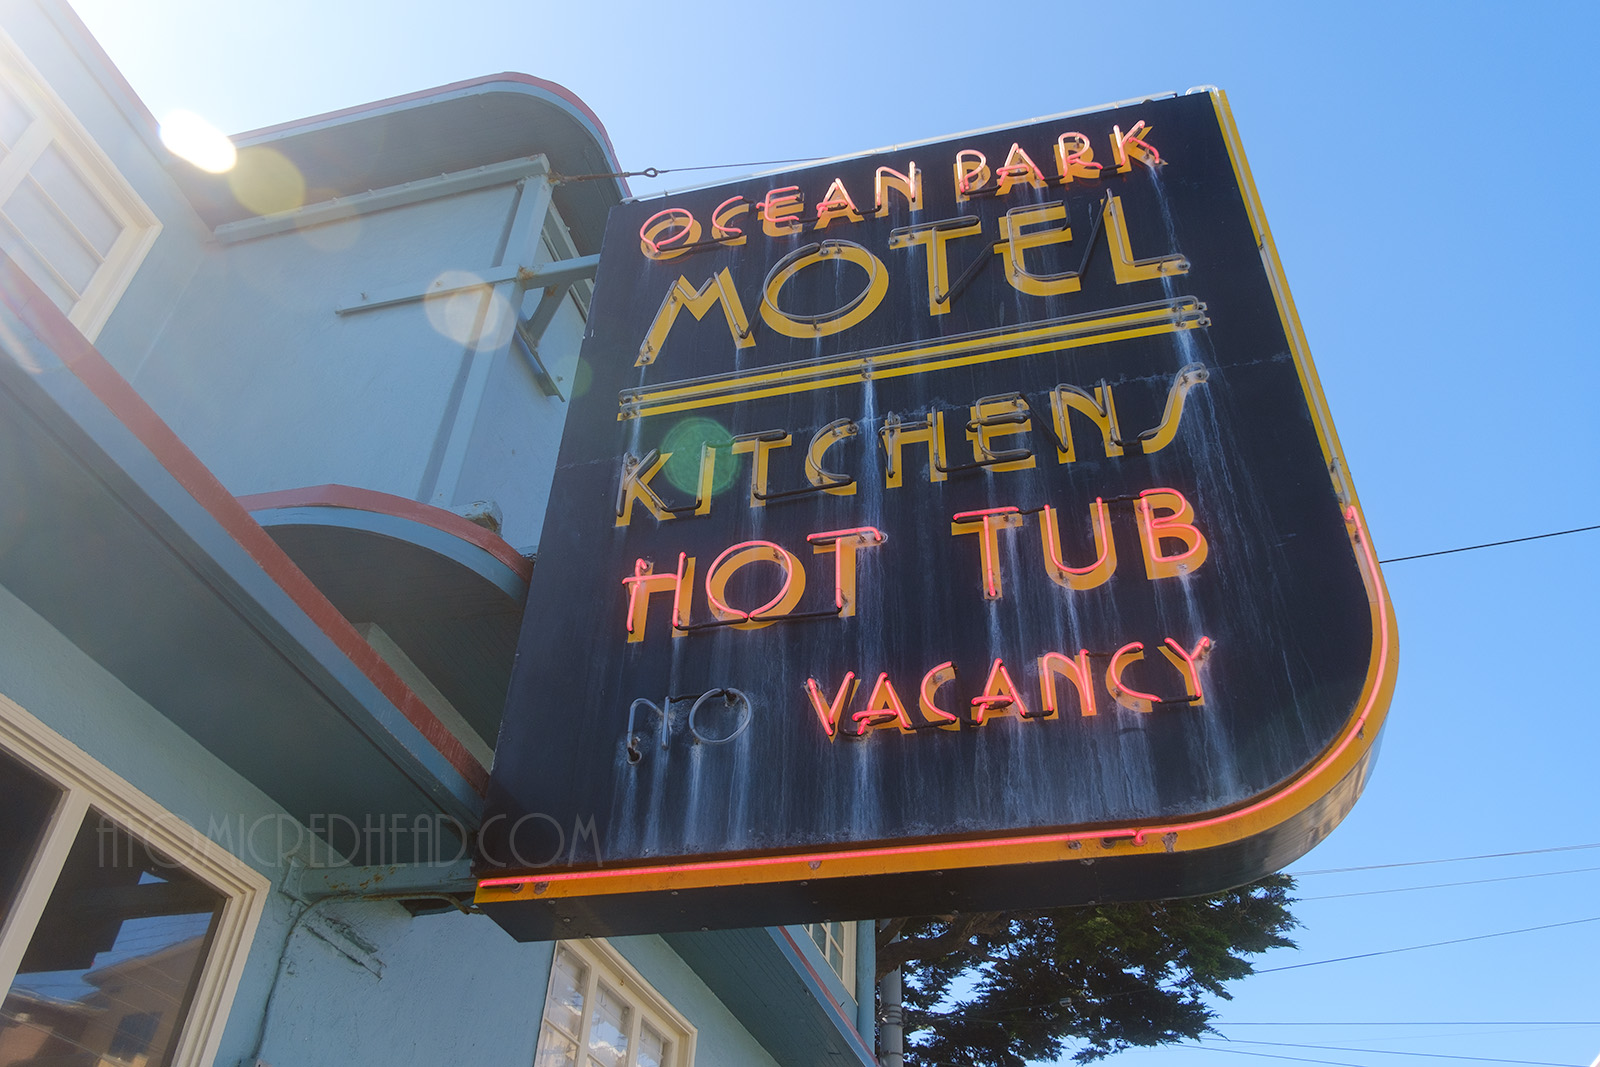 OCEAN PARK
MOTEL
KITCHENS
HOT TUB
NO VACANCY
ATOMICREDHEAD.COM